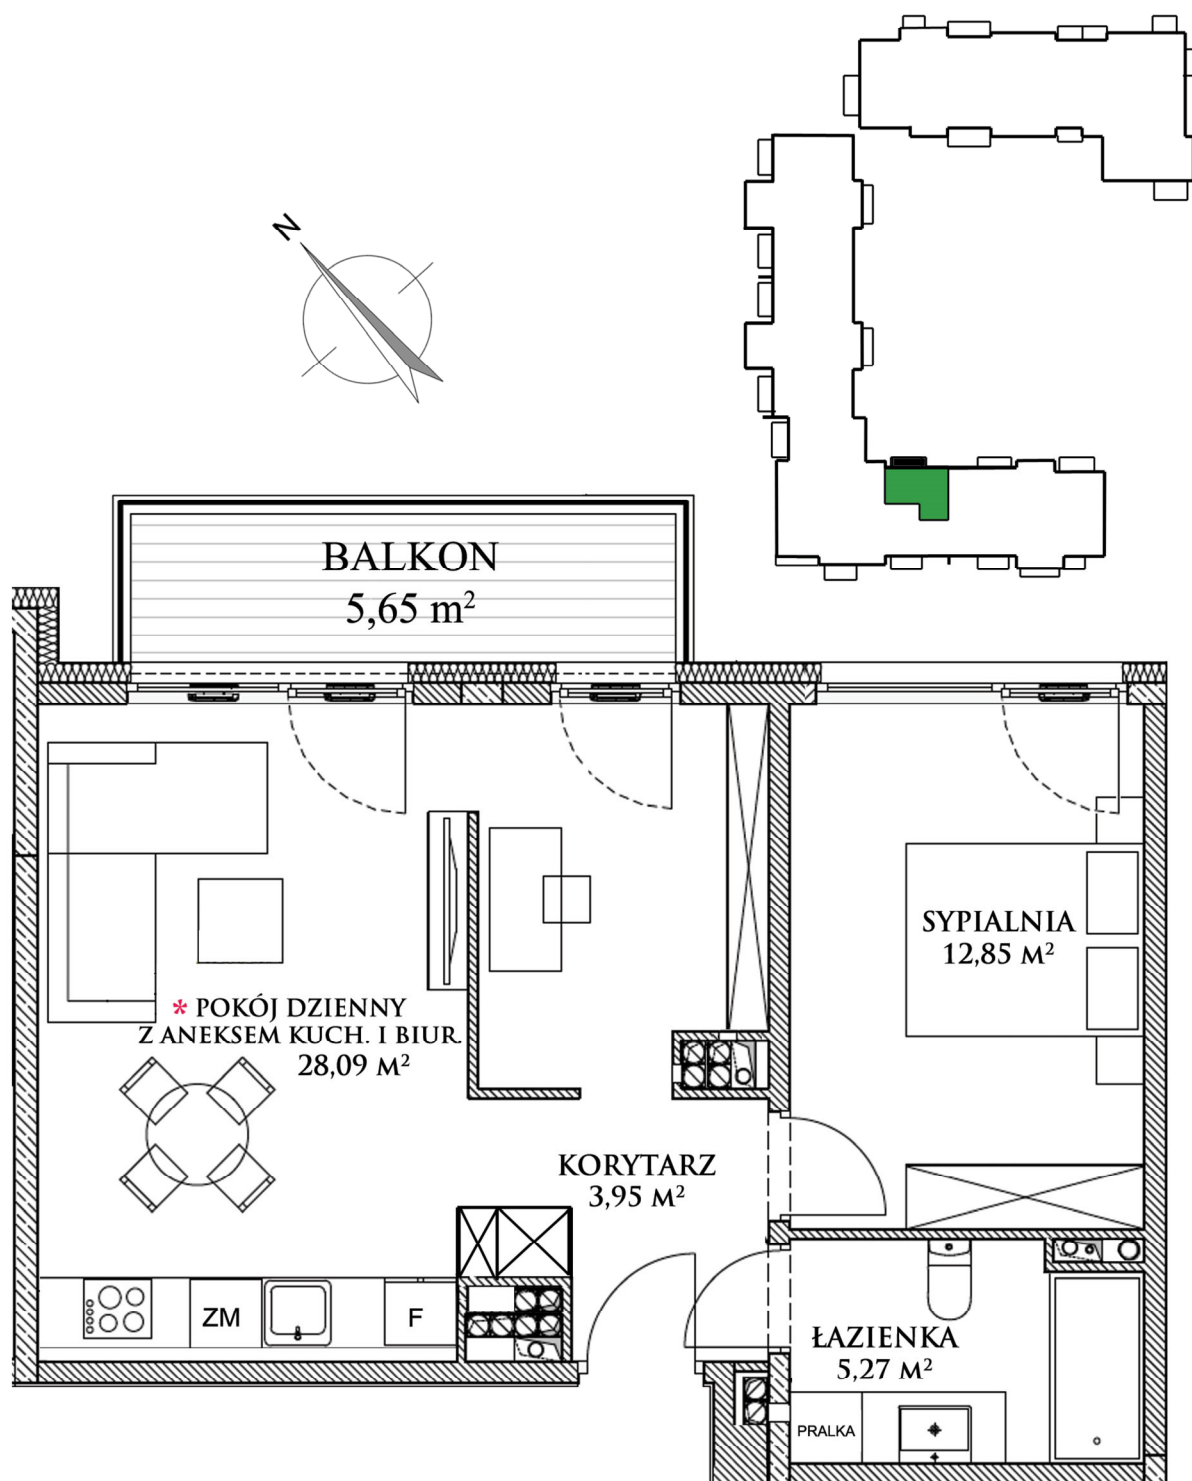 N
BALKON
5,65 m²
SYPIALNIA
12,85 M²
* POKÓJ DZIENNY
Z ANEKSEM KUCH. I BIUR.
28,09 M²
KORYTARZ
3,95 M²
ZM
F
ŁAZIENKA
5,27 M²
PRALKA